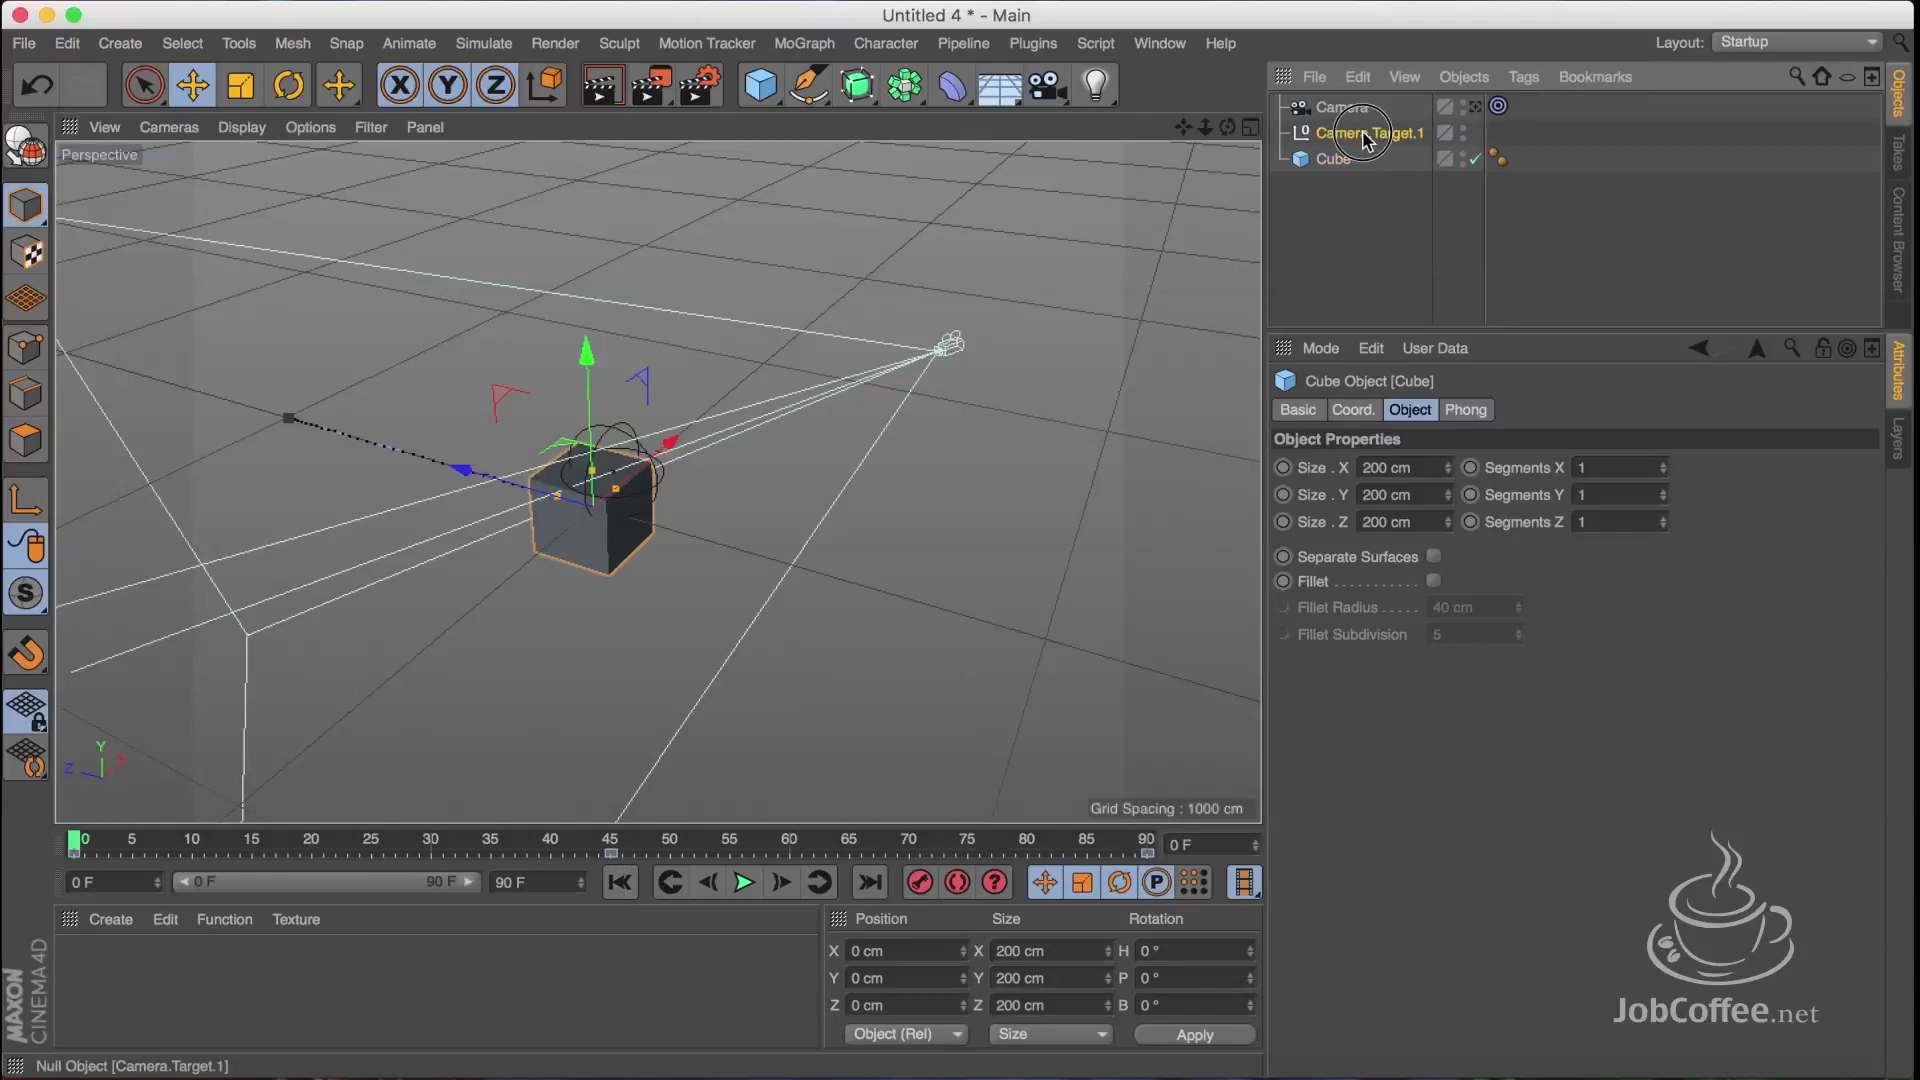 Untitled 4 * - Main
File Edit Create Select Tools Mesh Snap Animate Simulate Render Sculpt Motion Tracker MoGraph Character Pipeline Plugins Script Window Help
Layout: Startup
X Y Z
File Edit View Objects Tags Bookmarks
View Cameras Display Options Filter Panel
Perspective
Camera
Camera.Target.1
Cube
Objects
Takes
Content Browser
Attributes
Layers
Mode Edit User Data
Cube Object [Cube]
Basic Coord. Object Phong
Object Properties
Size . X 200 cm Segments X 1
Size . Y 200 cm Segments Y 1
Size . Z 200 cm Segments Z 1
Separate Surfaces
Fillet . . . . . . . . . .
Fillet Radius . . . . . 40 cm
Fillet Subdivision 5
S
Y
X
Z
Grid Spacing : 1000 cm
0 5 10 15 20 25 30 35 40 45 50 55 60 65 70 75 80 85 90 0 F
0 F 0 F 90 F 90 F
P
Create Edit Function Texture
Position Size Rotation
X 0 cm X 200 cm H 0 °
Y 0 cm Y 200 cm P 0 °
Z 0 cm Z 200 cm B 0 °
Object (Rel) Size Apply
MAXON
CINEMA 4D
Null Object [Camera.Target.1]
JobCoffee.net